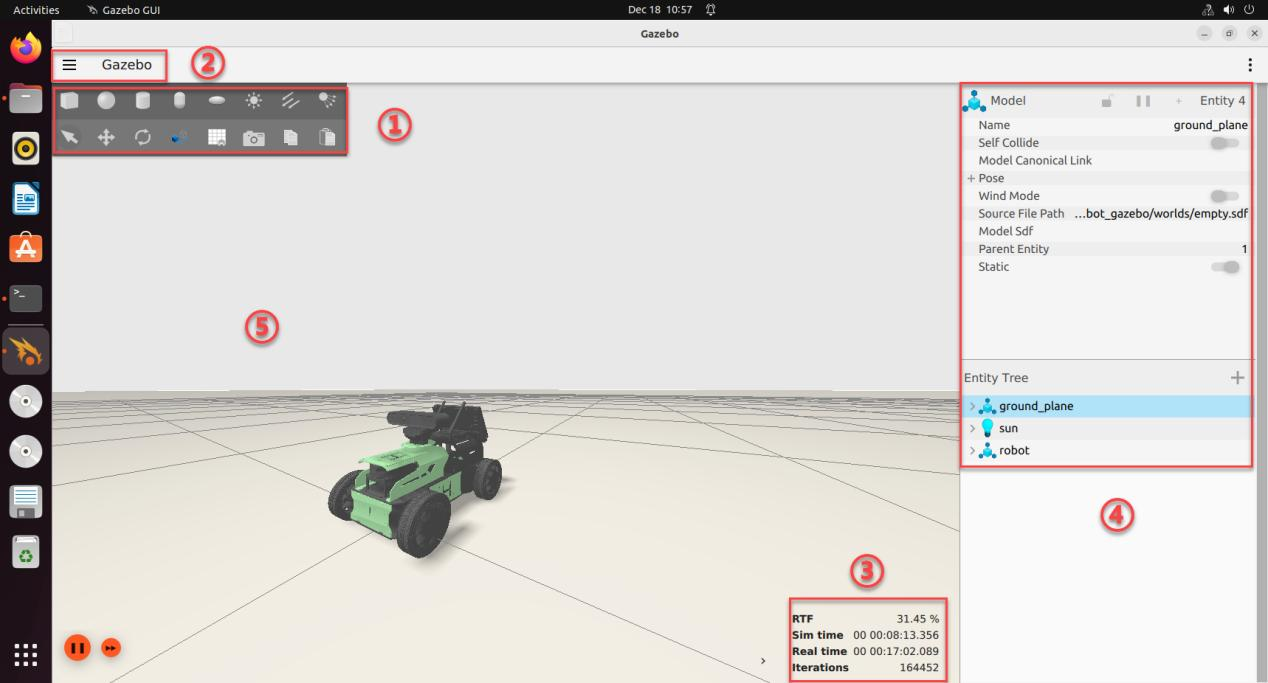 Activities Gazebo GUI Dec 18 10:57
Gazebo
Gazebo
②
①
Model Entity 4
Name ground_plane
Self Collide
Model Canonical Link
+ Pose
Wind Mode
Source File Path ...bot_gazebo/worlds/empty.sdf
Model Sdf
Parent Entity 1
Static
⑤
Entity Tree
ground_plane
sun
robot
④
③
RTF 31.45 %
Sim time 00 00:08:13.356
Real time 00 00:17:02.089
Iterations 164452